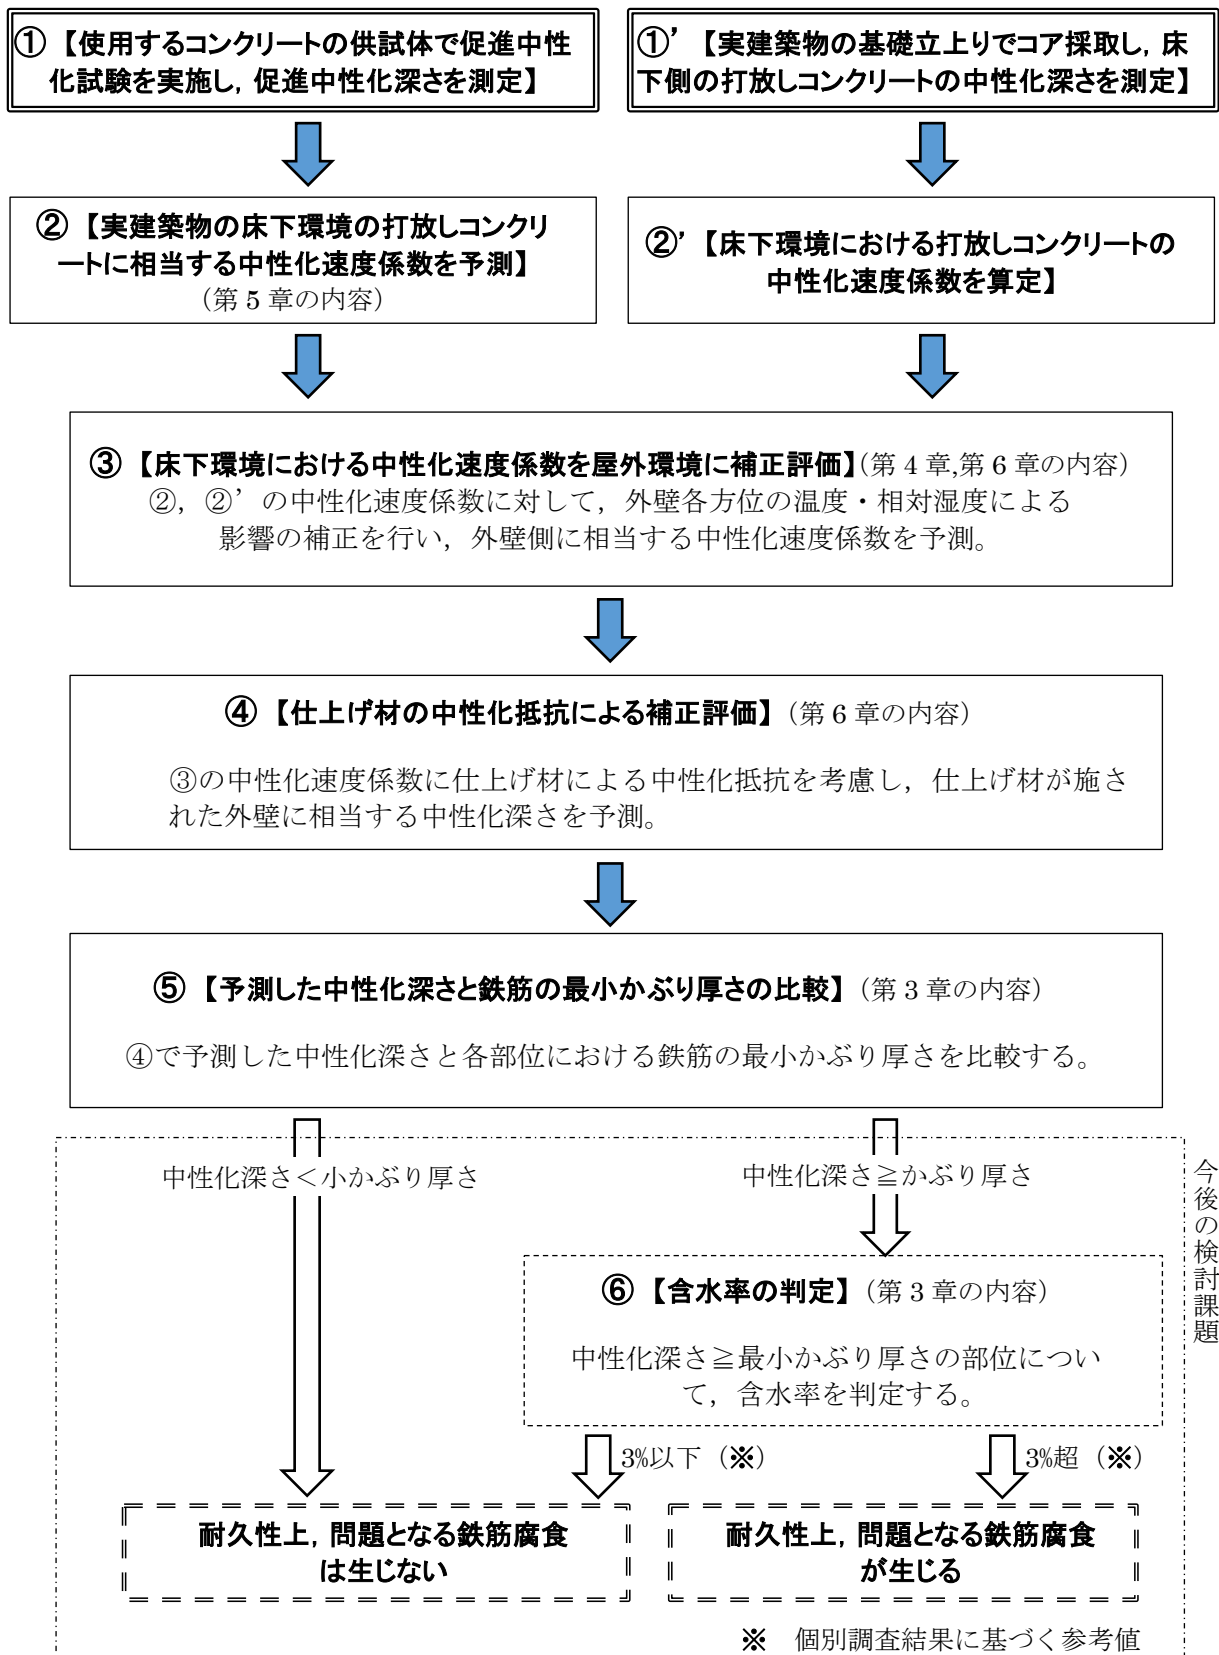 ①【使用するコンクリートの供試体で促進中性
化試験を実施し，促進中性化深さを測定】
①’【実建築物の基礎立上りでコア採取し，床
下側の打放しコンクリートの中性化深さを測定】
②【実建築物の床下環境の打放しコンクリ
ートに相当する中性化速度係数を予測】
（第 5 章の内容）
②’【床下環境における打放しコンクリートの
中性化速度係数を算定】
③【床下環境における中性化速度係数を屋外環境に補正評価】(第 4 章,第 6 章の内容）
②，②’の中性化速度係数に対して，外壁各方位の温度・相対湿度による
影響の補正を行い，外壁側に相当する中性化速度係数を予測。
④【仕上げ材の中性化抵抗による補正評価】（第 6 章の内容）
③の中性化速度係数に仕上げ材による中性化抵抗を考慮し，仕上げ材が施さ
れた外壁に相当する中性化深さを予測。
⑤【予測した中性化深さと鉄筋の最小かぶり厚さの比較】（第 3 章の内容）
④で予測した中性化深さと各部位における鉄筋の最小かぶり厚さを比較する。
中性化深さ＜小かぶり厚さ
中性化深さ≧かぶり厚さ
今後の検討課題
⑥【含水率の判定】（第 3 章の内容）
中性化深さ≧最小かぶり厚さの部位につい
て，含水率を判定する。
3%以下（※）
3%超（※）
耐久性上，問題となる鉄筋腐食
は生じない
耐久性上，問題となる鉄筋腐食
が生じる
※　個別調査結果に基づく参考値